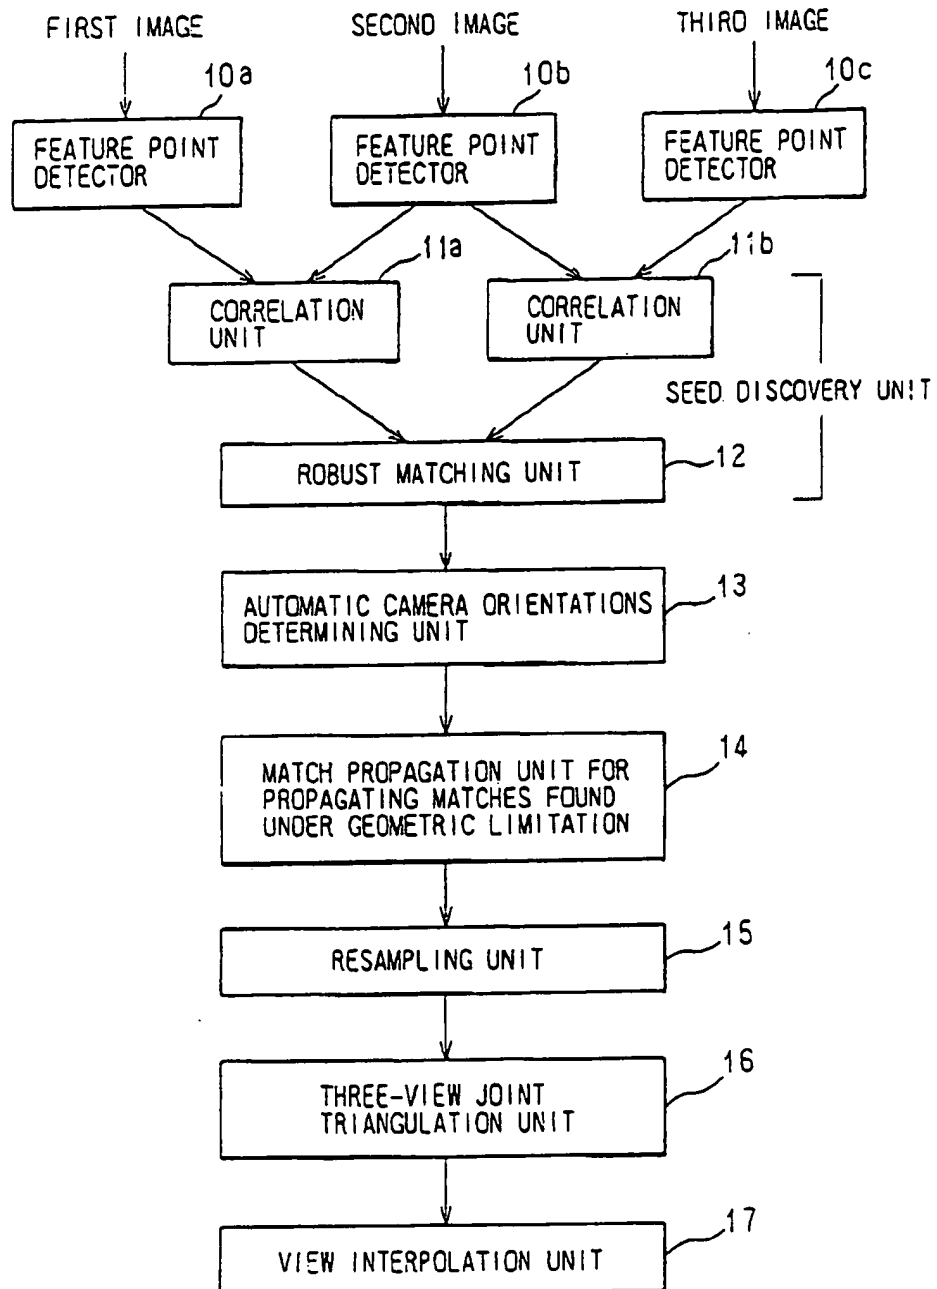 FIRST IMAGE
SECOND IMAGE
THIRD IMAGE
10a
10b
10c
FEATURE POINT
DETECTOR
FEATURE POINT
DETECTOR
FEATURE POINT
DETECTOR
11a
11b
CORRELATION
UNIT
CORRELATION
UNIT
SEED DISCOVERY UNIT
ROBUST MATCHING UNIT
12
AUTOMATIC CAMERA ORIENTATIONS
DETERMINING UNIT
13
MATCH PROPAGATION UNIT FOR
PROPAGATING MATCHES FOUND
UNDER GEOMETRIC LIMITATION
14
RESAMPLING UNIT
15
THREE-VIEW JOINT
TRIANGULATION UNIT
16
VIEW INTERPOLATION UNIT
17